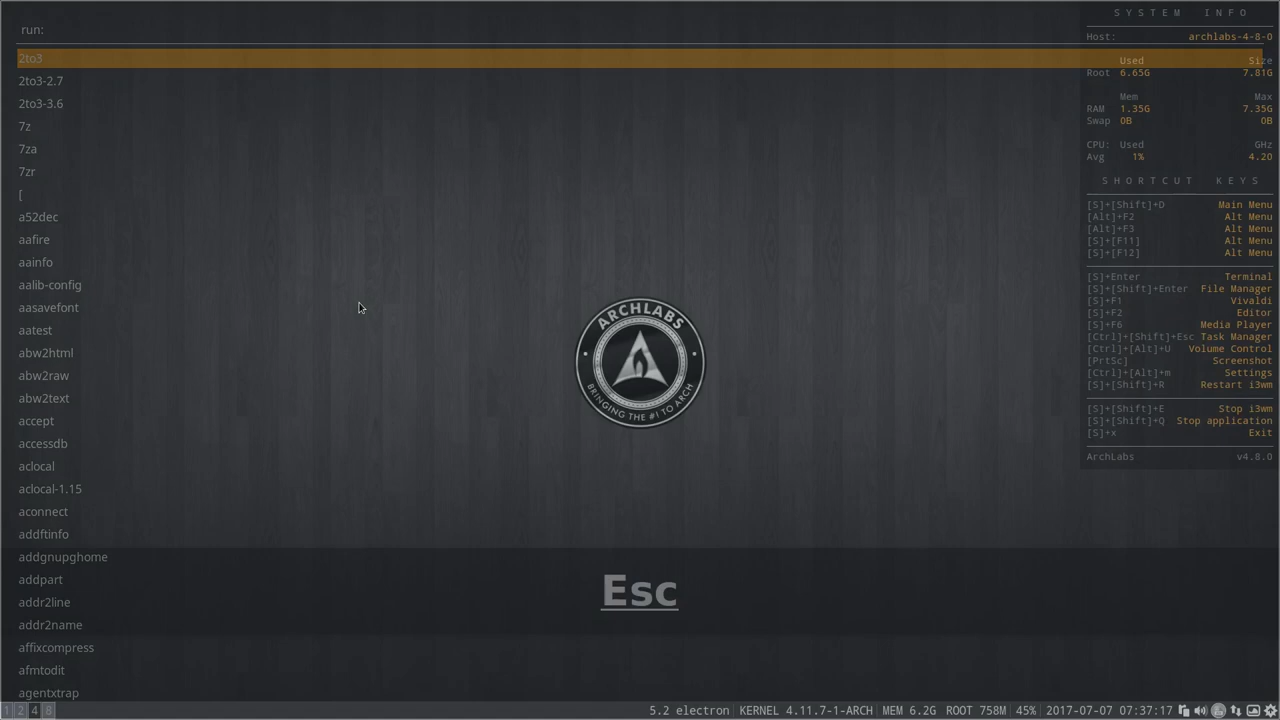 run:
2to3
2to3-2.7
2to3-3.6
7z
7za
7zr
[
a52dec
aafire
aainfo
aalib-config
aasavefont
aatest
abw2html
abw2raw
abw2text
accept
accessdb
aclocal
aclocal-1.15
aconnect
addftinfo
addgnupghome
addpart
addr2line
addr2name
affixcompress
afmtodit
agentxtrap
ARCHLABS
BRINGING THE #1 TO ARCH
Esc
SYSTEM INFO
Host: archlabs-4-8-0
Used Size
Root 6.65G 7.81G
Mem Max
RAM 1.35G 7.35G
Swap 0B 0B
CPU: Used GHz
Avg 1% 4.20
SHORTCUT KEYS
[S]+[Shift]+D Main Menu
[Alt]+F2 Alt Menu
[Alt]+F3 Alt Menu
[S]+[F11] Alt Menu
[S]+[F12] Alt Menu
[S]+Enter Terminal
[S]+[Shift]+Enter File Manager
[S]+F1 Vivaldi
[S]+F2 Editor
[S]+F6 Media Player
[Ctrl]+[Shift]+Esc Task Manager
[Ctrl]+[Alt]+U Volume Control
[PrtSc] Screenshot
[Ctrl]+[Alt]+m Settings
[S]+[Shift]+R Restart i3wm
[S]+[Shift]+E Stop i3wm
[S]+[Shift]+Q Stop application
[S]+x Exit
ArchLabs v4.8.0
1 2 4 8 5.2 electron KERNEL 4.11.7-1-ARCH MEM 6.2G ROOT 758M 45% 2017-07-07 07:37:17